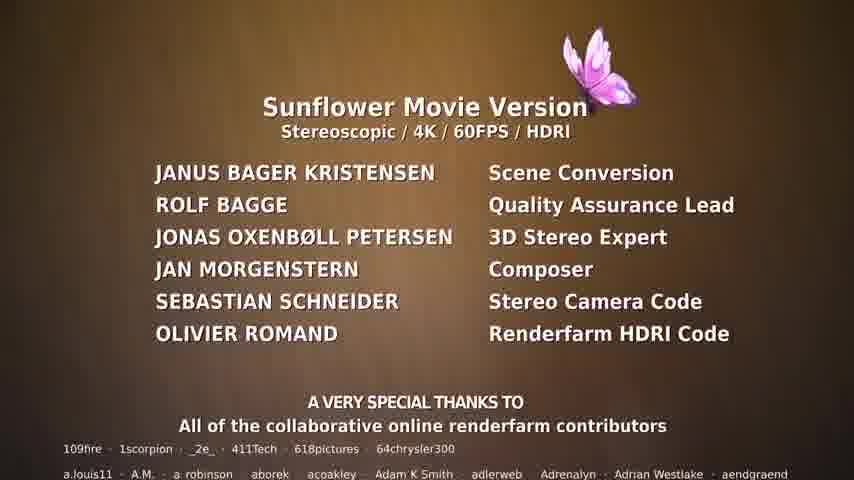 Sunflower Movie Version
Stereoscopic / 4K / 60FPS / HDRI
JANUS BAGER KRISTENSEN Scene Conversion
ROLF BAGGE Quality Assurance Lead
JONAS OXENBØLL PETERSEN 3D Stereo Expert
JAN MORGENSTERN Composer
SEBASTIAN SCHNEIDER Stereo Camera Code
OLIVIER ROMAND Renderfarm HDRI Code
A VERY SPECIAL THANKS TO
All of the collaborative online renderfarm contributors
109fire · 1scorpion · _2e_ · 411Tech · 618pictures · 64chrysler300
a.louis11 · A.M. · a_robinson · aborek · acoakley · Adam K Smith · adlerweb · Adrenalyn · Adrian Westlake · aendgraend